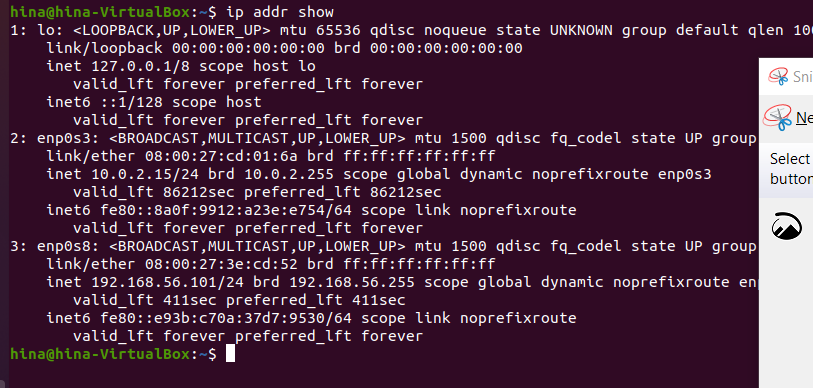 hina@hina-VirtualBox:~$ ip addr show
1: lo: <LOOPBACK,UP,LOWER_UP> mtu 65536 qdisc noqueue state UNKNOWN group default qlen 100
    link/loopback 00:00:00:00:00:00 brd 00:00:00:00:00:00
    inet 127.0.0.1/8 scope host lo
       valid_lft forever preferred_lft forever
    inet6 ::1/128 scope host
       valid_lft forever preferred_lft forever
2: enp0s3: <BROADCAST,MULTICAST,UP,LOWER_UP> mtu 1500 qdisc fq_codel state UP group
    link/ether 08:00:27:cd:01:6a brd ff:ff:ff:ff:ff:ff
    inet 10.0.2.15/24 brd 10.0.2.255 scope global dynamic noprefixroute enp0s3
       valid_lft 86212sec preferred_lft 86212sec
    inet6 fe80::8a0f:9912:a23e:e754/64 scope link noprefixroute
       valid_lft forever preferred_lft forever
3: enp0s8: <BROADCAST,MULTICAST,UP,LOWER_UP> mtu 1500 qdisc fq_codel state UP group
    link/ether 08:00:27:3e:cd:52 brd ff:ff:ff:ff:ff:ff
    inet 192.168.56.101/24 brd 192.168.56.255 scope global dynamic noprefixroute enp
       valid_lft 411sec preferred_lft 411sec
    inet6 fe80::e93b:c70a:37d7:9530/64 scope link noprefixroute
       valid_lft forever preferred_lft forever
hina@hina-VirtualBox:~$
Sni
Ne
Select
button